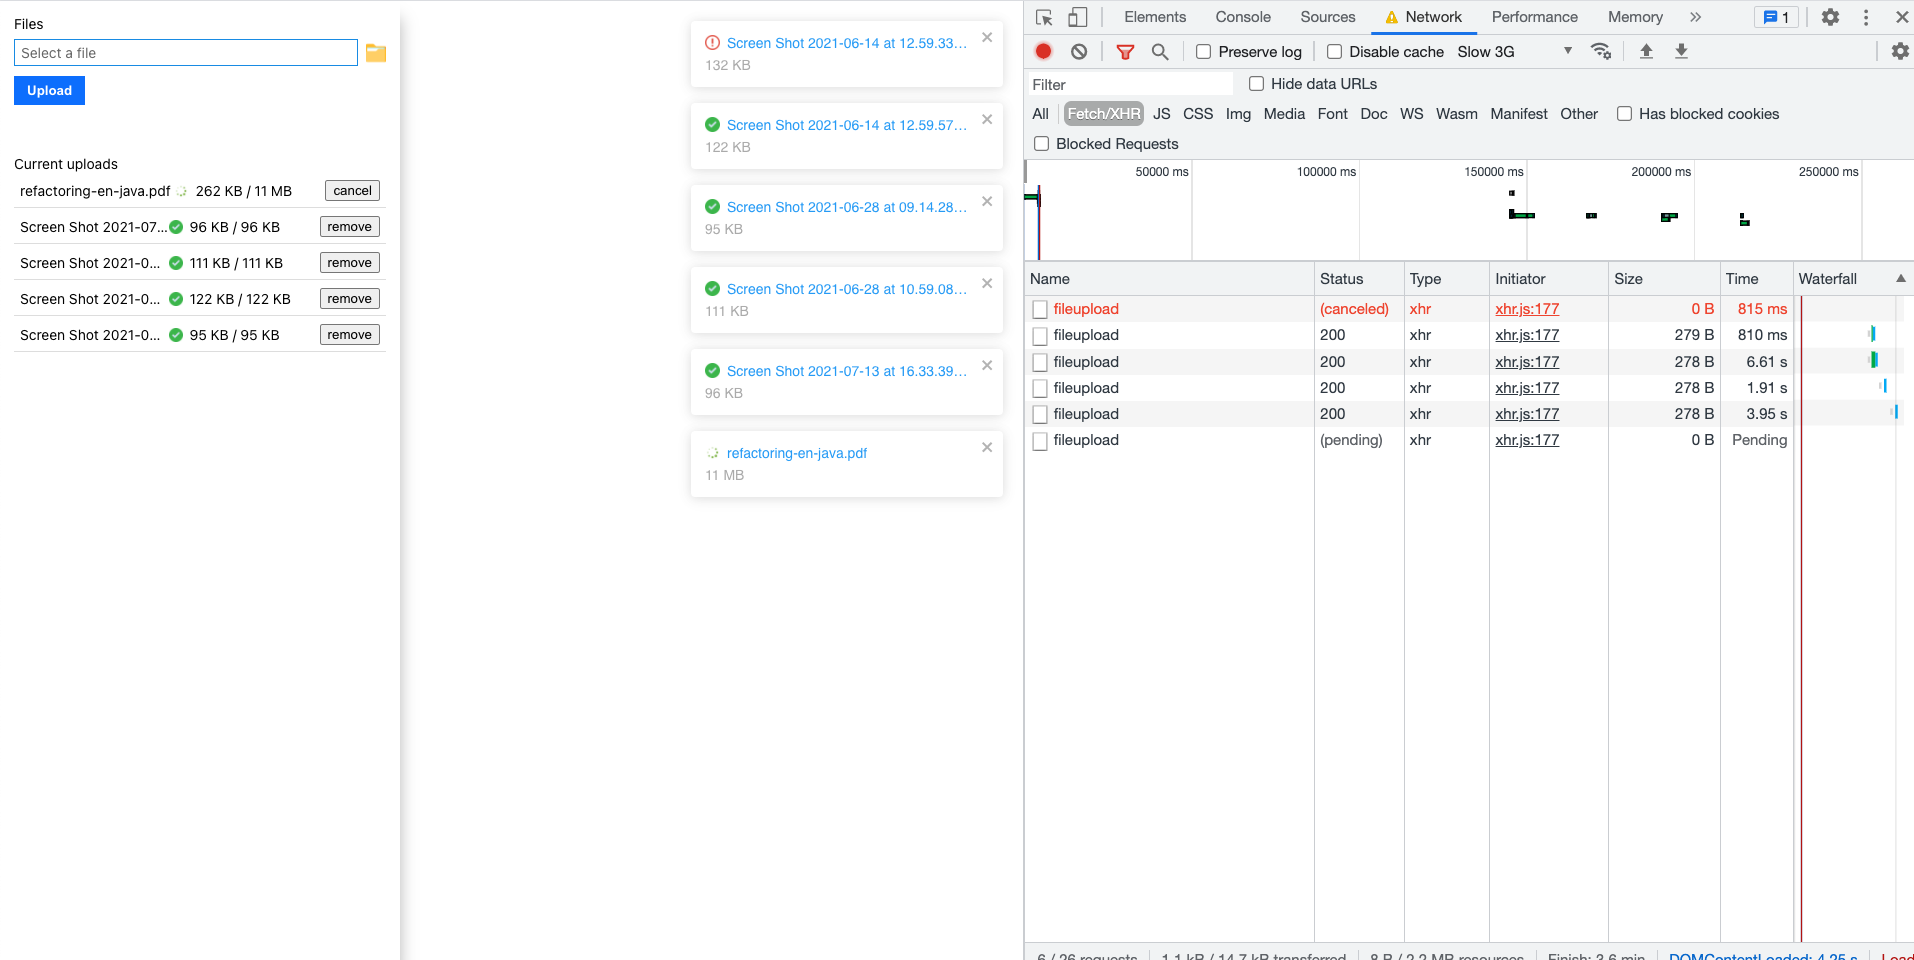 Files
Select a file
Upload
Current uploads
refactoring-en-java.pdf 262 KB / 11 MB cancel
Screen Shot 2021-07... 96 KB / 96 KB remove
Screen Shot 2021-0... 111 KB / 111 KB remove
Screen Shot 2021-0... 122 KB / 122 KB remove
Screen Shot 2021-0... 95 KB / 95 KB remove
Screen Shot 2021-06-14 at 12.59.33...
132 KB
Screen Shot 2021-06-14 at 12.59.57...
122 KB
Screen Shot 2021-06-28 at 09.14.28...
95 KB
Screen Shot 2021-06-28 at 10.59.08...
111 KB
Screen Shot 2021-07-13 at 16.33.39...
96 KB
refactoring-en-java.pdf
11 MB
Elements Console Sources Network Performance Memory 1
Preserve log Disable cache Slow 3G
Filter Hide data URLs
All Fetch/XHR JS CSS Img Media Font Doc WS Wasm Manifest Other Has blocked cookies
Blocked Requests
50000 ms 100000 ms 150000 ms 200000 ms 250000 ms
Name Status Type Initiator Size Time Waterfall
fileupload (canceled) xhr xhr.js:177 0 B 815 ms
fileupload 200 xhr xhr.js:177 279 B 810 ms
fileupload 200 xhr xhr.js:177 278 B 6.61 s
fileupload 200 xhr xhr.js:177 278 B 1.91 s
fileupload 200 xhr xhr.js:177 278 B 3.95 s
fileupload (pending) xhr xhr.js:177 0 B Pending
6 / 26 requests 1.1 kB / 14.7 kB transferred 8 B / 2.2 MB resources Finish: 3.6 min DOMContentLoaded: 4.25 s Load